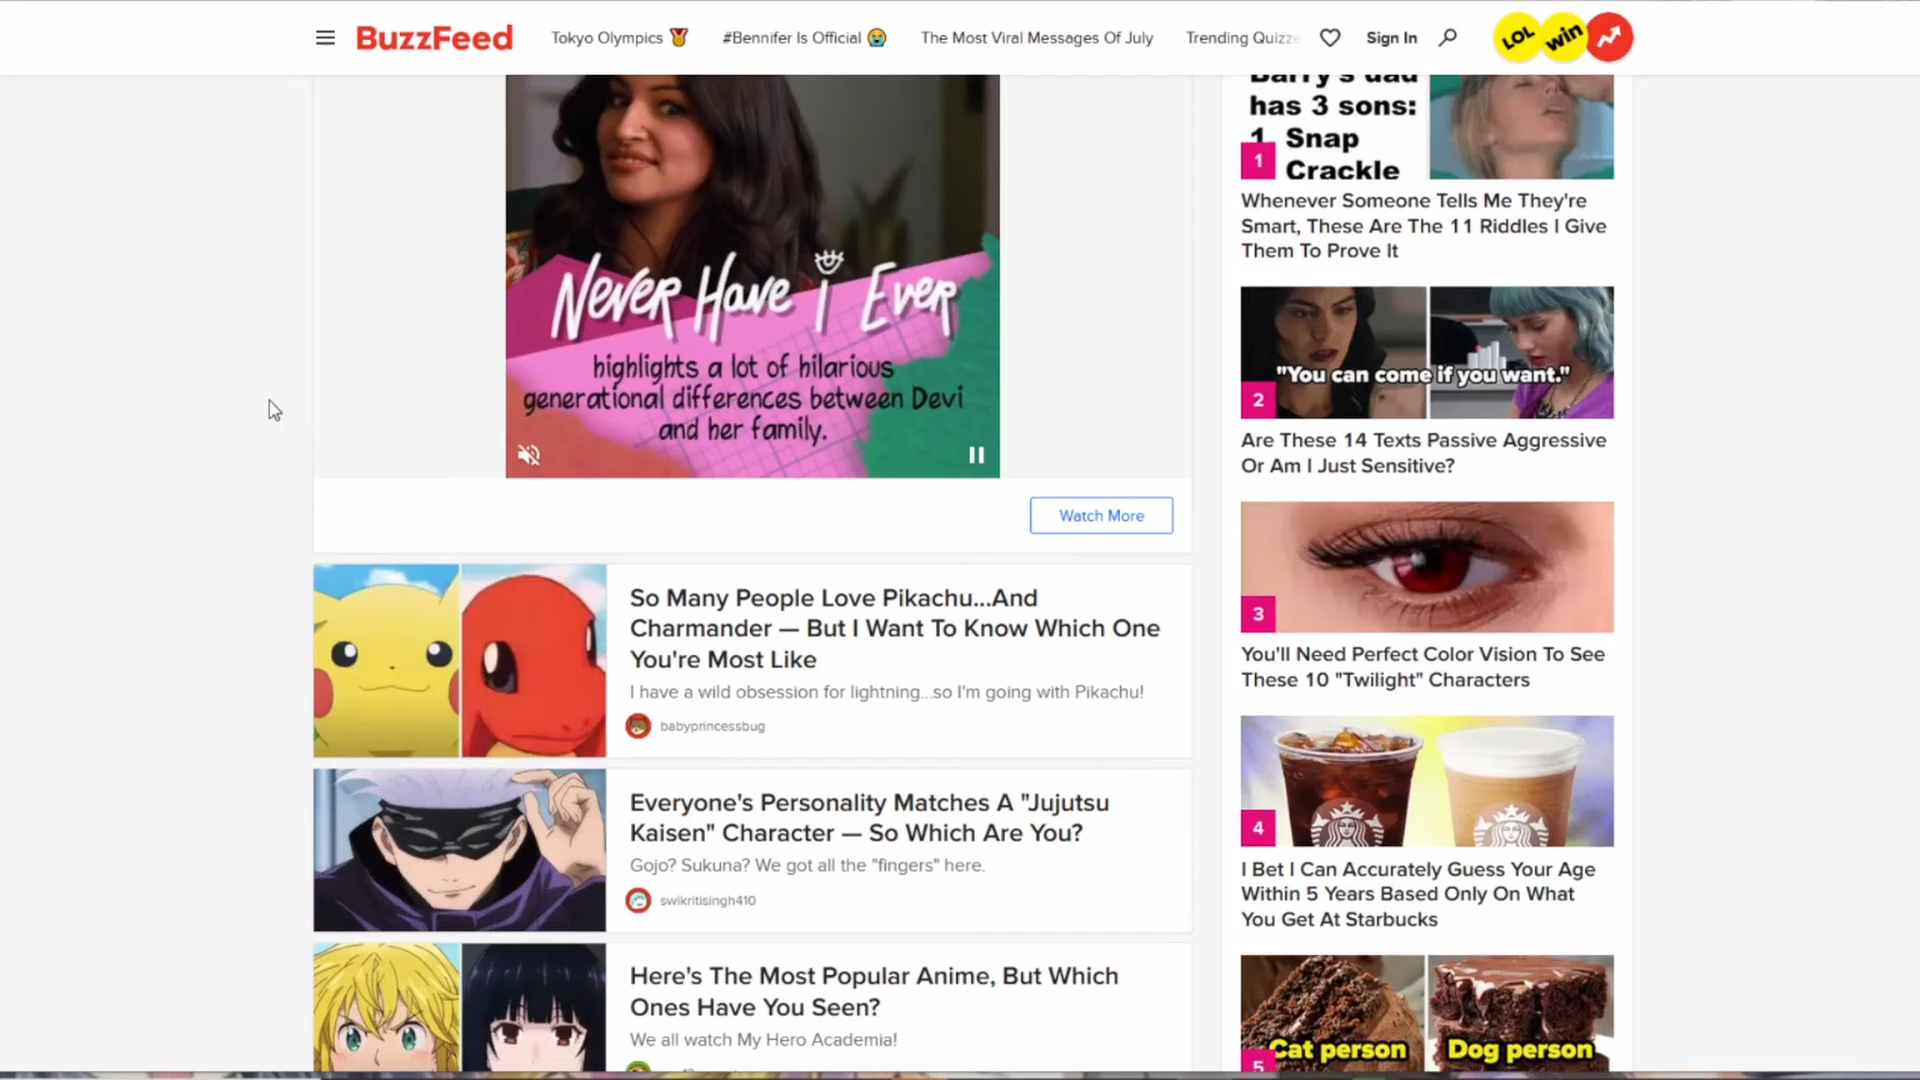 BuzzFeed
Tokyo Olympics
#Bennifer Is Official
The Most Viral Messages Of July
Trending Quizze
Sign In
LOL
win
Never Have i Ever
highlights a lot of hilarious
generational differences between Devi
and her family.
Watch More
So Many People Love Pikachu...And
Charmander — But I Want To Know Which One
You're Most Like
I have a wild obsession for lightning...so I'm going with Pikachu!
babyprincessbug
Everyone's Personality Matches A "Jujutsu
Kaisen" Character — So Which Are You?
Gojo? Sukuna? We got all the "fingers" here.
swikritisingh410
Here's The Most Popular Anime, But Which
Ones Have You Seen?
We all watch My Hero Academia!
Barry's dad
has 3 sons:
1. Snap
Crackle
1
Whenever Someone Tells Me They're
Smart, These Are The 11 Riddles I Give
Them To Prove It
"You can come if you want."
2
Are These 14 Texts Passive Aggressive
Or Am I Just Sensitive?
3
You'll Need Perfect Color Vision To See
These 10 "Twilight" Characters
4
I Bet I Can Accurately Guess Your Age
Within 5 Years Based Only On What
You Get At Starbucks
Cat person
Dog person
5